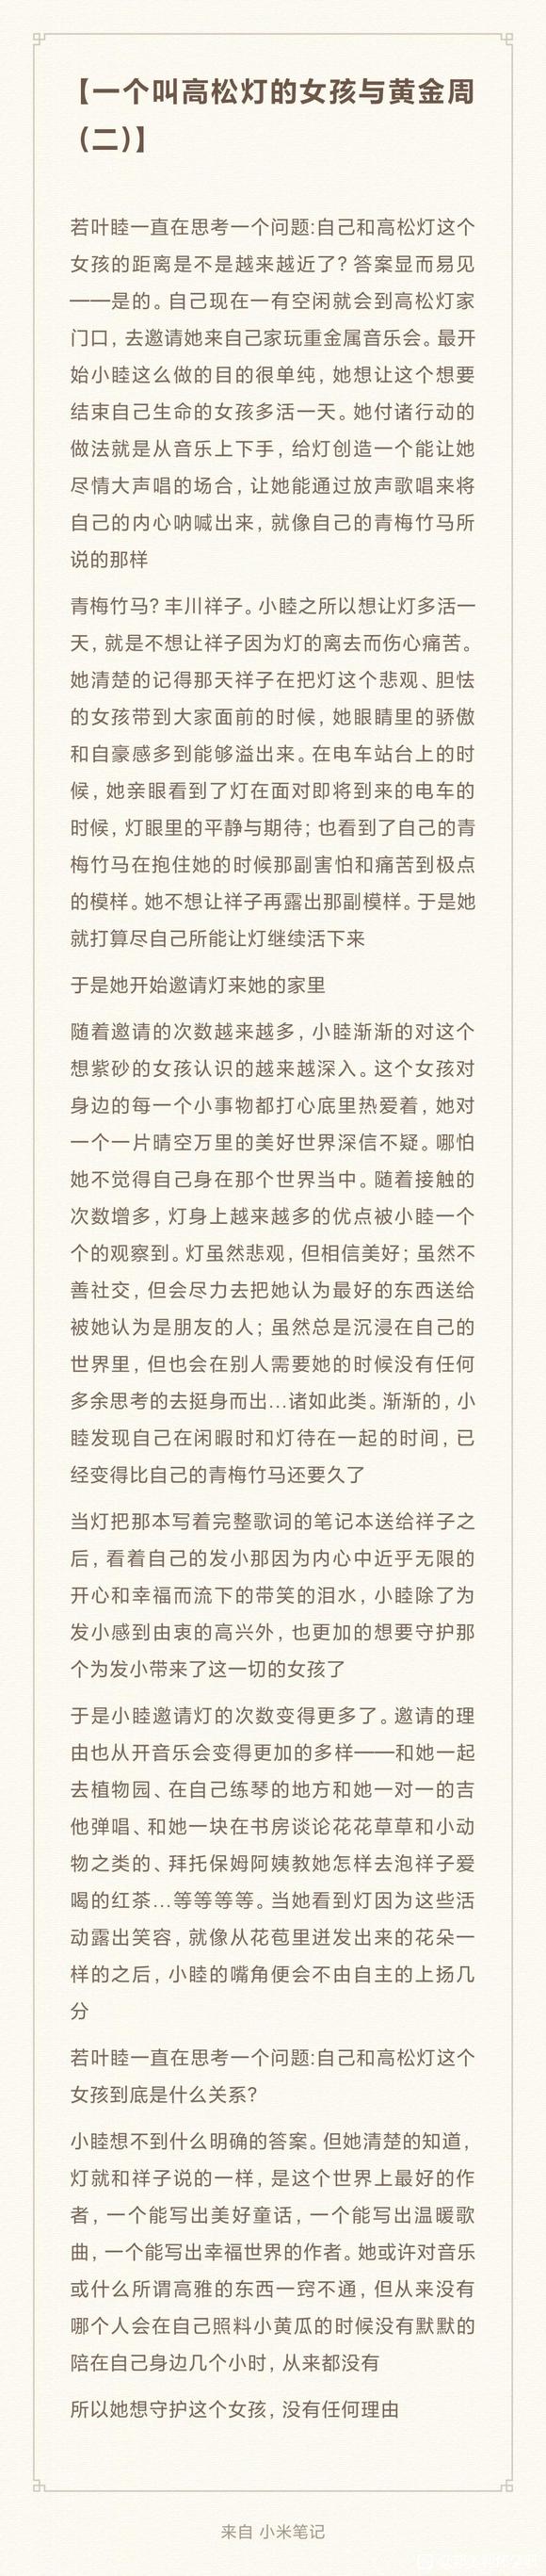 【一个叫高松灯的女孩与黄金周
（二）】
若叶睦一直在思考一个问题:自己和高松灯这个
女孩的距离是不是越来越近了？答案显而易见
——是的。自己现在一有空闲就会到高松灯家
门口，去邀请她来自己家玩重金属音乐会。最开
始小睦这么做的目的很单纯，她想让这个想要
结束自己生命的女孩多活一天。她付诸行动的
做法就是从音乐上下手，给灯创造一个能让她
尽情大声唱的场合，让她能通过放声歌唱来将
自己的内心呐喊出来，就像自己的青梅竹马所
说的那样
青梅竹马？丰川祥子。小睦之所以想让灯多活一
天，就是不想让祥子因为灯的离去而伤心痛苦。
她清楚的记得那天祥子在把灯这个悲观、胆怯
的女孩带到大家面前的时候，她眼睛里的骄傲
和自豪感多到能够溢出来。在电车站台上的时
候，她亲眼看到了灯在面对即将到来的电车的
时候，灯眼里的平静与期待；也看到了自己的青
梅竹马在抱住她的时候那副害怕和痛苦到极点
的模样。她不想让祥子再露出那副模样。于是她
就打算尽自己所能让灯继续活下来
于是她开始邀请灯来她的家里
随着邀请的次数越来越多，小睦渐渐的对这个
想紫砂的女孩认识的越来越深入。这个女孩对
身边的每一个小事物都打心底里热爱着，她对
一个一片晴空万里的美好世界深信不疑。哪怕
她不觉得自己身在那个世界当中。随着接触的
次数增多，灯身上越来越多的优点被小睦一个
个的观察到。灯虽然悲观，但相信美好；虽然不
善社交，但会尽力去把她认为最好的东西送给
被她认为是朋友的人；虽然总是沉浸在自己的
世界里，但也会在别人需要她的时候没有任何
多余思考的去挺身而出…诸如此类。渐渐的，小
睦发现自己在闲暇时和灯待在一起的时间，已
经变得比自己的青梅竹马还要久了
当灯把那本写着完整歌词的笔记本送给祥子之
后，看着自己的发小那因为内心中近乎无限的
开心和幸福而流下的带笑的泪水，小睦除了为
发小感到由衷的高兴外，也更加的想要守护那
个为发小带来了这一切的女孩了
于是小睦邀请灯的次数变得更多了。邀请的理
由也从开音乐会变得更加的多样——和她一起
去植物园、在自己练琴的地方和她一对一的吉
他弹唱、和她一块在书房谈论花花草草和小动
物之类的、拜托保姆阿姨教她怎样去泡祥子爱
喝的红茶…等等等等。当她看到灯因为这些活
动露出笑容，就像从花苞里迸发出来的花朵一
样的之后，小睦的嘴角便会不由自主的上扬几
分
若叶睦一直在思考一个问题:自己和高松灯这个
女孩到底是什么关系？
小睦想不到什么明确的答案。但她清楚的知道，
灯就和祥子说的一样，是这个世界上最好的作
者，一个能写出美好童话，一个能写出温暖歌
曲，一个能写出幸福世界的作者。她或许对音乐
或什么所谓高雅的东西一窍不通，但从来没有
哪个人会在自己照料小黄瓜的时候没有默默的
陪在自己身边几个小时，从来都没有
所以她想守护这个女孩，没有任何理由
来自 小米笔记